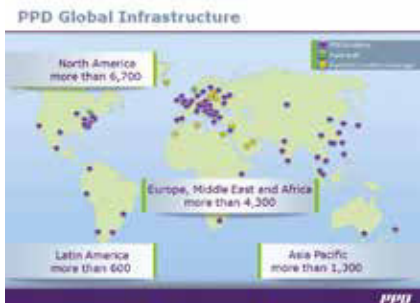 PPD Global Infrastructure
North America
more than 6,700
Europe, Middle East and Africa
more than 4,300
Latin America
more than 600
Asia Pacific
more than 1,300
ppd